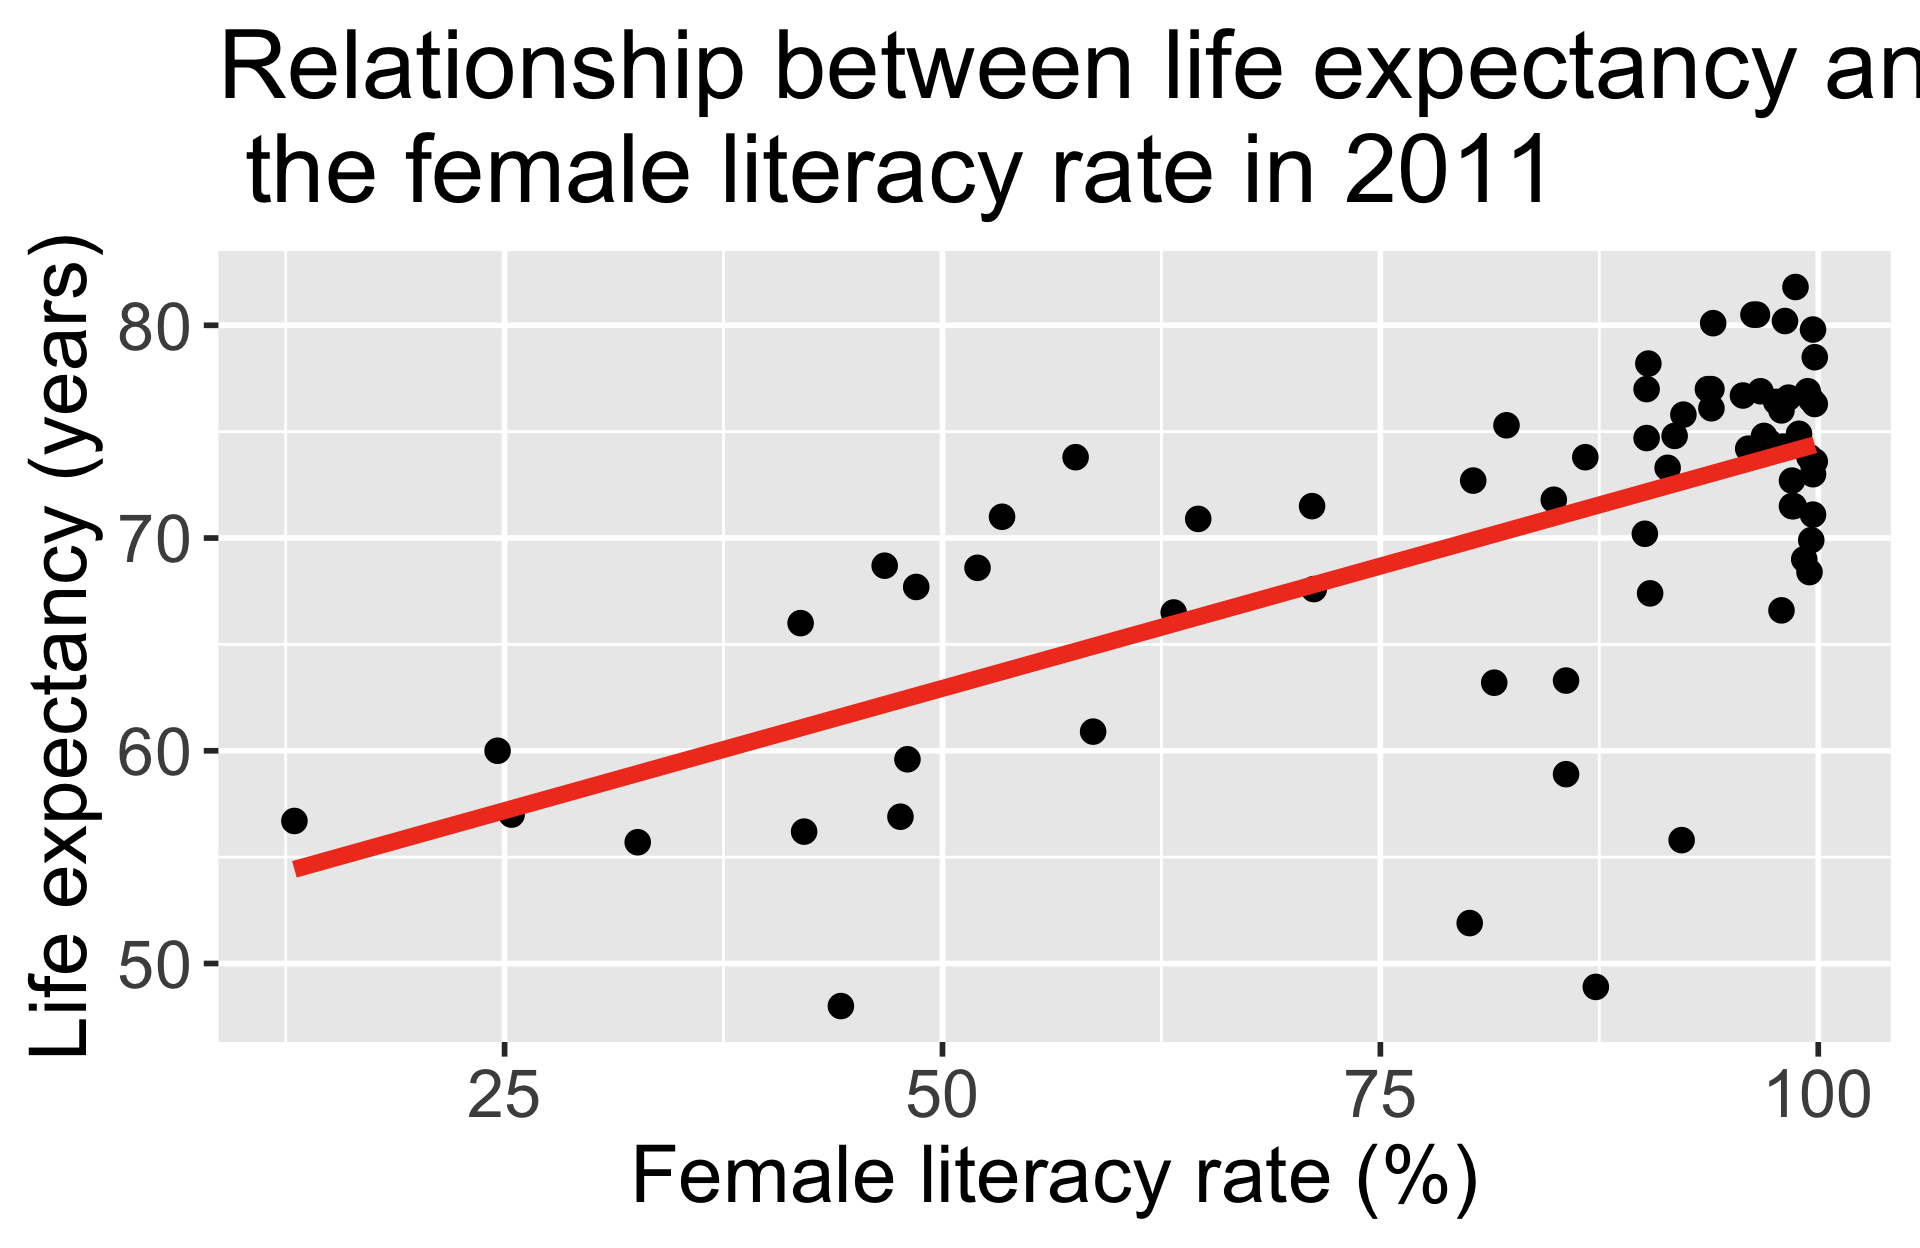 Relationship between life expectancy an
the female literacy rate in 2011
Life expectancy (years)
80
70
60
50
25 50 75 100
Female literacy rate (%)